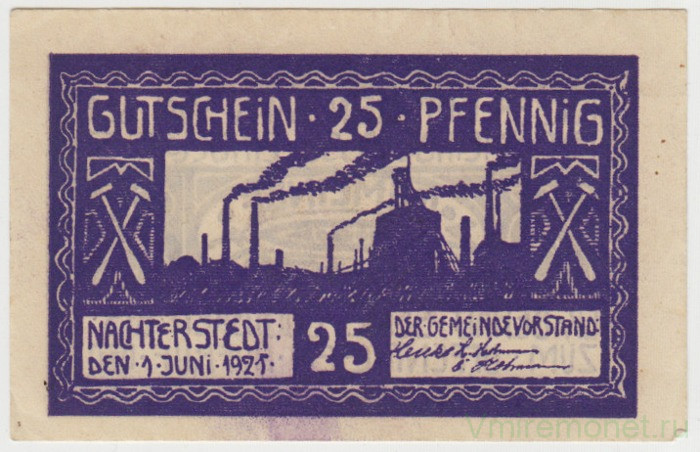 GUTSCHEIN · 25 · PFENNIG
NACHTERSTEDT:
DEN · 1 · JUNI · 1921 ·
25
DER · GEMEINDEVORSTAND:
Vmiremonet.ru